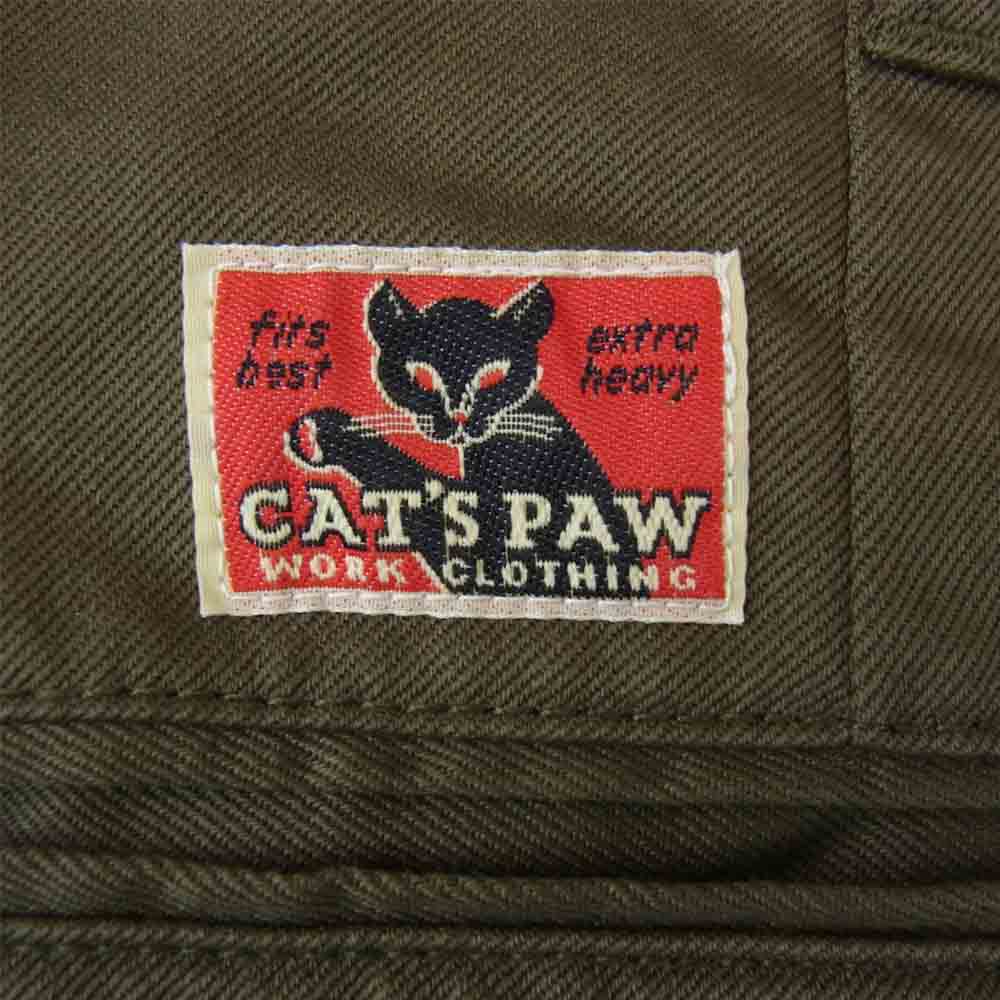 fits
best
extra
heavy
CAT'S PAW
WORK CLOTHING